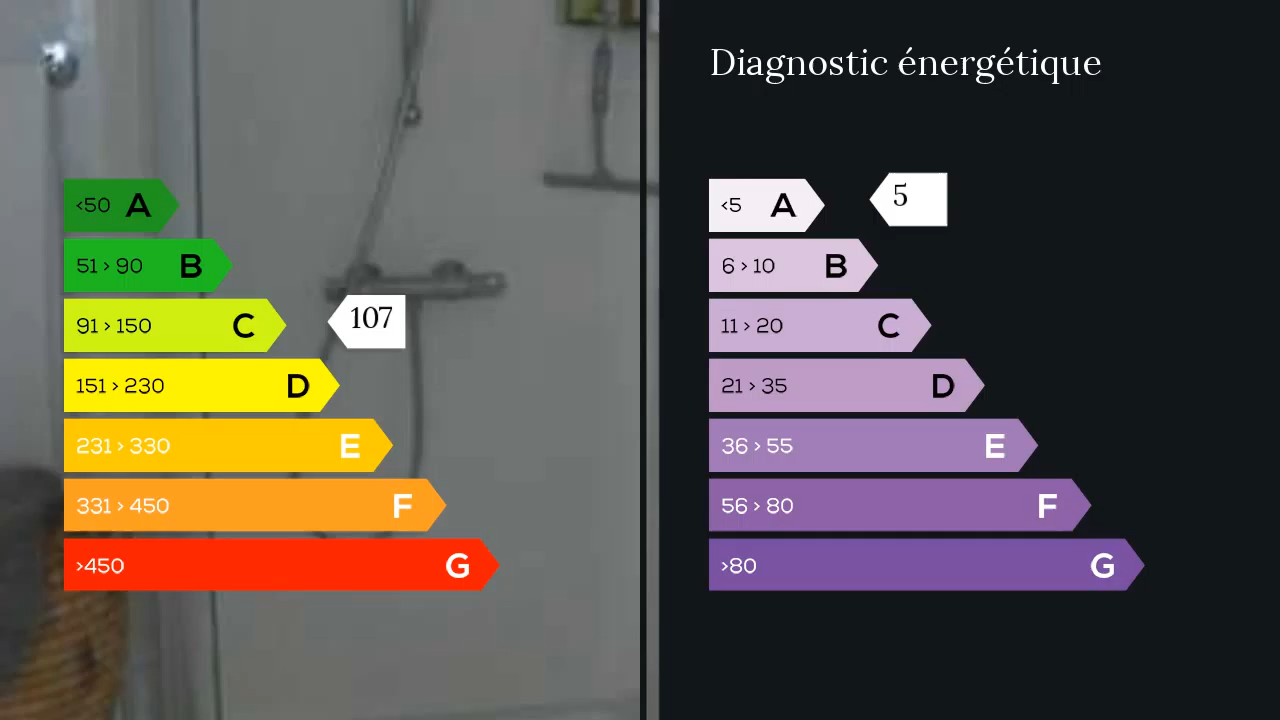 Diagnostic énergétique
<50 A
51 > 90 B
91 > 150 C
107
151 > 230 D
231 > 330 E
331 > 450 F
>450 G
<5 A
5
6 > 10 B
11 > 20 C
21 > 35 D
36 > 55 E
56 > 80 F
>80 G